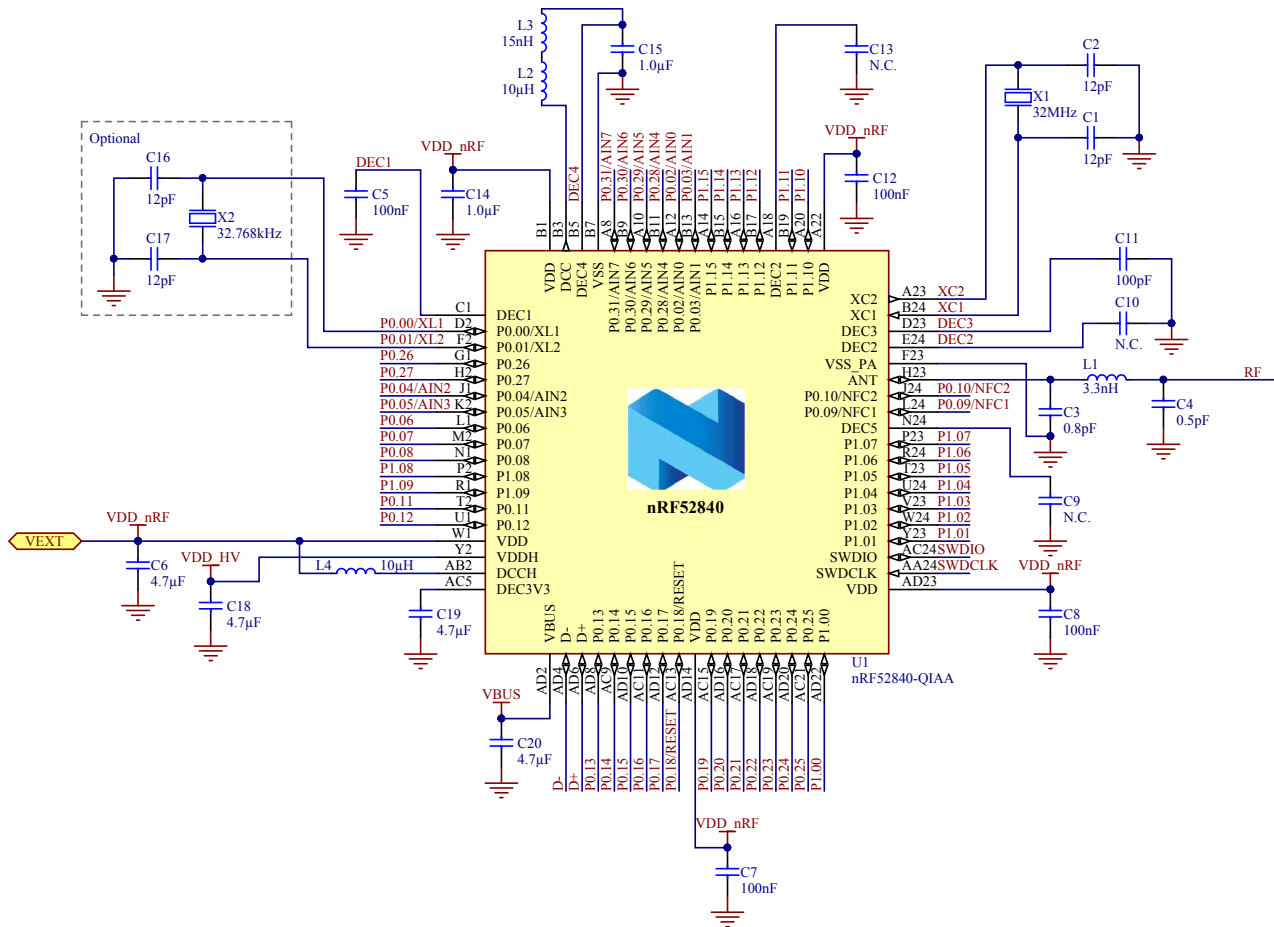 L3
15nH
L2
10µH
C15
1.0µF
C13
N.C.
C2
12pF
X1
32MHz
C1
12pF
Optional
C16
12pF
X2
32.768kHz
C17
12pF
DEC1
C5
100nF
VDD_nRF
C14
1.0µF
DEC4
P0.31/AIN7
P0.30/AIN6
P0.29/AIN5
P0.28/AIN4
P0.02/AIN0
P0.03/AIN1
P1.15
P1.14
P1.13
P1.12
P1.11
P1.10
VDD_nRF
C12
100nF
B1
B3
B5
B7
A8
B9
A10
B11
A12
B13
A14
B15
A16
B17
A18
B19
A20
A22
VDD
DCC
DEC4
VSS
P0.31/AIN7
P0.30/AIN6
P0.29/AIN5
P0.28/AIN4
P0.02/AIN0
P0.03/AIN1
P1.15
P1.14
P1.13
P1.12
DEC2
P1.11
P1.10
VDD
C11
100pF
C10
N.C.
C1 DEC1
P0.00/XL1 D2 P0.00/XL1
P0.01/XL2 F2 P0.01/XL2
P0.26 G1 P0.26
P0.27 H2 P0.27
P0.04/AIN2 J1 P0.04/AIN2
P0.05/AIN3 K2 P0.05/AIN3
P0.06 L1 P0.06
P0.07 M2 P0.07
P0.08 N1 P0.08
P1.08 P2 P1.08
P1.09 R1 P1.09
P0.11 T2 P0.11
P0.12 U1 P0.12
W1 VDD
Y2 VDDH
AB2 DCCH
AC5 DEC3V3
XC2 A23 XC2
XC1 B24 XC1
DEC3 D23 DEC3
DEC2 E24 DEC2
VSS_PA F23
ANT H23
P0.10/NFC2 J24 P0.10/NFC2
P0.09/NFC1 L24 P0.09/NFC1
DEC5 N24
P1.07 P23 P1.07
P1.06 R24 P1.06
P1.05 T23 P1.05
P1.04 U24 P1.04
P1.03 V23 P1.03
P1.02 W24 P1.02
P1.01 Y23 P1.01
SWDIO AC24 SWDIO
SWDCLK AA24 SWDCLK
VDD AD23
nRF52840
L1
3.3nH
RF
C3
0.8pF
C4
0.5pF
C9
N.C.
VDD_nRF
C8
100nF
VEXT
VDD_nRF
C6
4.7µF
VDD_HV
C18
4.7µF
L4
10µH
C19
4.7µF
VBUS
D-
D+
P0.13
P0.14
P0.15
P0.16
P0.17
P0.18/RESET
VDD
P0.19
P0.20
P0.21
P0.22
P0.23
P0.24
P0.25
P1.00
U1
nRF52840-QIAA
AD2
AD4
AD6
AD8
AC9
AD10
AC11
AD12
AC13
AD14
AC15
AD16
AC17
AD18
AC19
AD20
AC21
AD22
VBUS
C20
4.7µF
D-
D+
P0.13
P0.14
P0.15
P0.16
P0.17
P0.18/RESET
P0.19
P0.20
P0.21
P0.22
P0.23
P0.24
P0.25
P1.00
VDD_nRF
C7
100nF